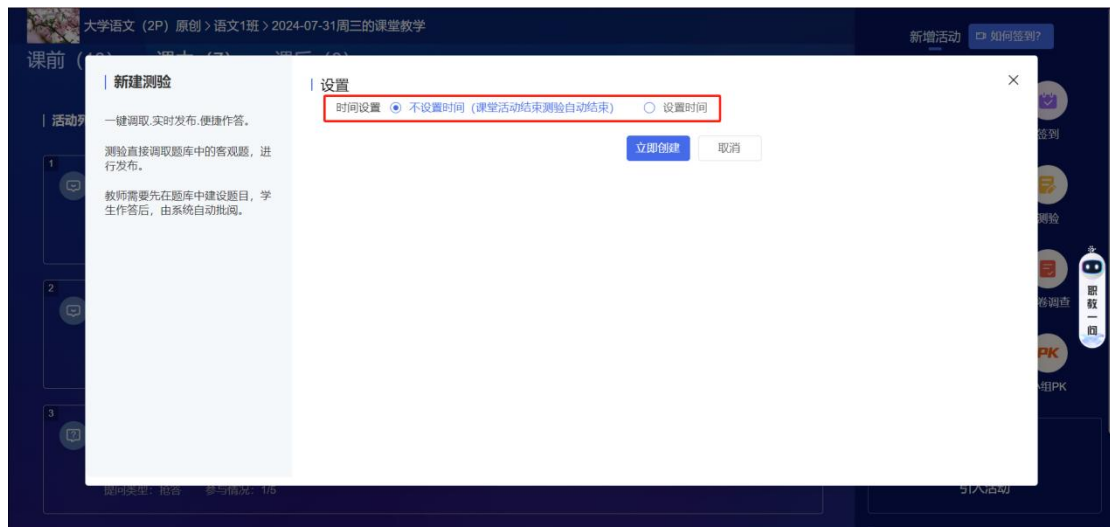 大学语文（2P）原创＞语文1班＞2024-07-31周三的课堂教学
新增活动
如何签到?
课前（
新建测验
设置
时间设置
不设置时间（课堂活动结束测验自动结束）
设置时间
活动列
一键调取.实时发布.便捷作答。
立即创建
取消
签到
1
测验直接调取题库中的客观题，进
行发布。
教师需要先在题库中建设题目，学
生作答后，由系统自动批阅。
测验
2
卷调查
职教一问
PK
小组PK
3
提问类型：抢答 参与情况：1/5
引入活动